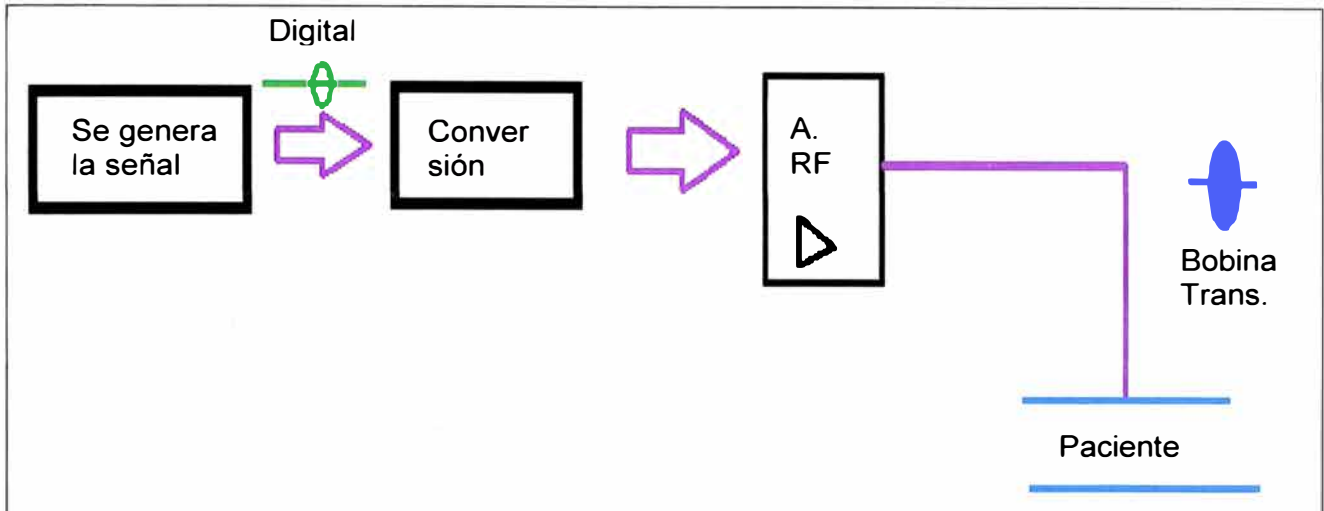 Digital
Se genera
la señal
Conver
sión
A.
RF
Bobina
Trans.
Paciente